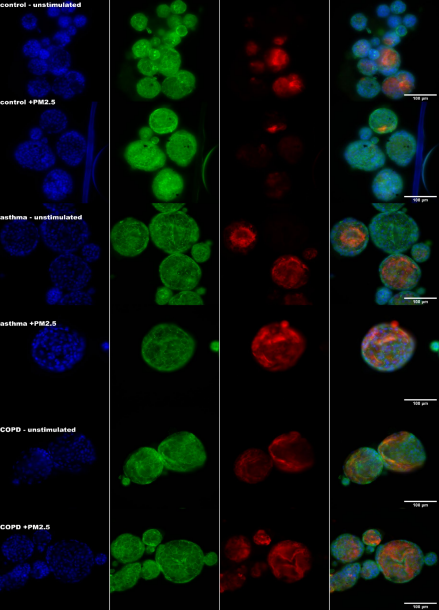 control - unstimulated
100 µm
control +PM2.5
100 µm
asthma - unstimulated
100 µm
asthma +PM2.5
100 µm
COPD - unstimulated
100 µm
COPD +PM2.5
100 µm